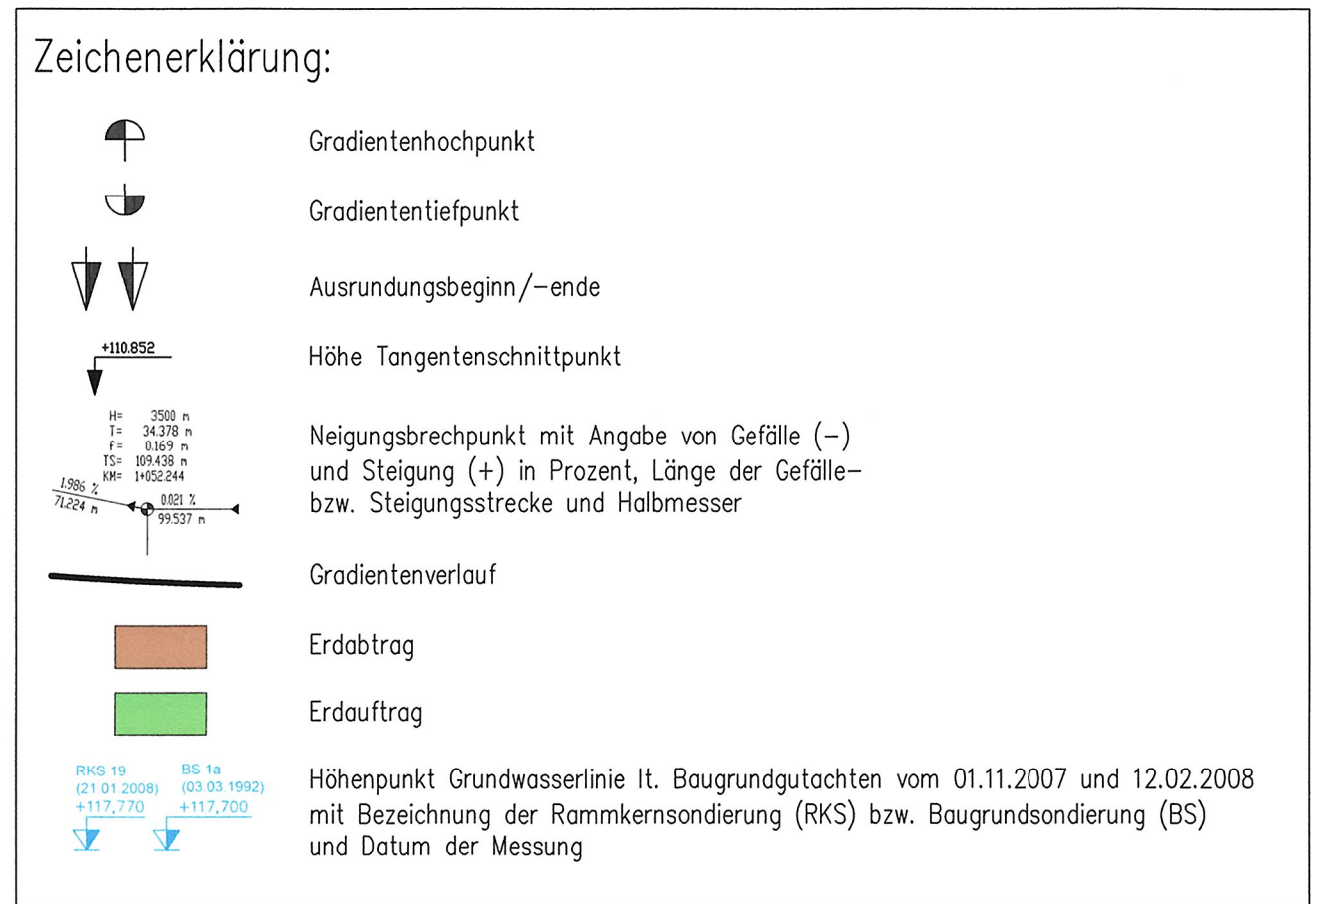 Zeichenerklärung:
Gradientenhochpunkt
Gradiententiefpunkt
Ausrundungsbeginn/-ende
+110.852
Höhe Tangentenschnittpunkt
H= 3500 m
T= 34.378 m
f= 0.169 m
TS= 109.438 m
KM= 1+052.244
1.986 %
71.224 m
0.021 %
99.537 m
Neigungsbrechpunkt mit Angabe von Gefälle (-)
und Steigung (+) in Prozent, Länge der Gefälle-
bzw. Steigungsstrecke und Halbmesser
Gradientenverlauf
Erdabtrag
Erdauftrag
RKS 19
(21.01.2008)
+117,770
BS 1a
(03.03.1992)
+117,700
Höhenpunkt Grundwasserlinie lt. Baugrundgutachten vom 01.11.2007 und 12.02.2008
mit Bezeichnung der Rammkernsondierung (RKS) bzw. Baugrundsondierung (BS)
und Datum der Messung